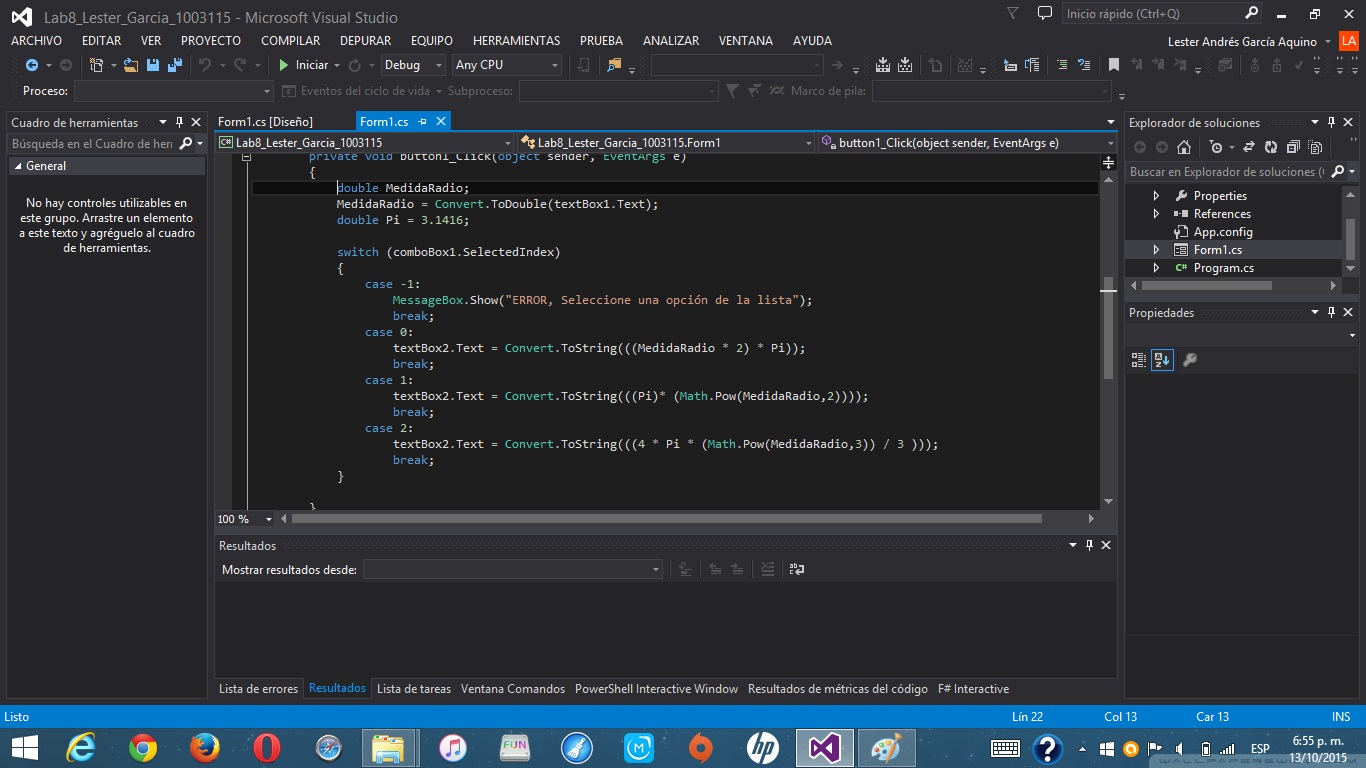 Lab8_Lester_Garcia_1003115 - Microsoft Visual Studio
Inicio rápido (Ctrl+Q)
ARCHIVO EDITAR VER PROYECTO COMPILAR DEPURAR EQUIPO HERRAMIENTAS PRUEBA ANALIZAR VENTANA AYUDA
Lester Andrés García Aquino LA
Iniciar Debug Any CPU
Proceso: Eventos del ciclo de vida Subproceso: Marco de pila:
Cuadro de herramientas
Búsqueda en el Cuadro de herr
General
No hay controles utilizables en
este grupo. Arrastre un elemento
a este texto y agréguelo al cuadro
de herramientas.
Form1.cs [Diseño] Form1.cs
Lab8_Lester_Garcia_1003115 Lab8_Lester_Garcia_1003115.Form1 button1_Click(object sender, EventArgs e)
private void button1_Click(object sender, EventArgs e)
{
double MedidaRadio;
MedidaRadio = Convert.ToDouble(textBox1.Text);
double Pi = 3.1416;
switch (comboBox1.SelectedIndex)
{
case -1:
MessageBox.Show("ERROR, Seleccione una opción de la lista");
break;
case 0:
textBox2.Text = Convert.ToString(((MedidaRadio * 2) * Pi));
break;
case 1:
textBox2.Text = Convert.ToString(((Pi)* (Math.Pow(MedidaRadio,2))));
break;
case 2:
textBox2.Text = Convert.ToString(((4 * Pi * (Math.Pow(MedidaRadio,3)) / 3 )));
break;
}
}
100 %
Explorador de soluciones
Buscar en Explorador de soluciones (
Properties
References
App.config
Form1.cs
C# Program.cs
Propiedades
Resultados
Mostrar resultados desde:
Lista de errores Resultados Lista de tareas Ventana Comandos PowerShell Interactive Window Resultados de métricas del código F# Interactive
Listo Lín 22 Col 13 Car 13 INS
FUN
hp
ESP
6:55 p. m.
13/10/2015